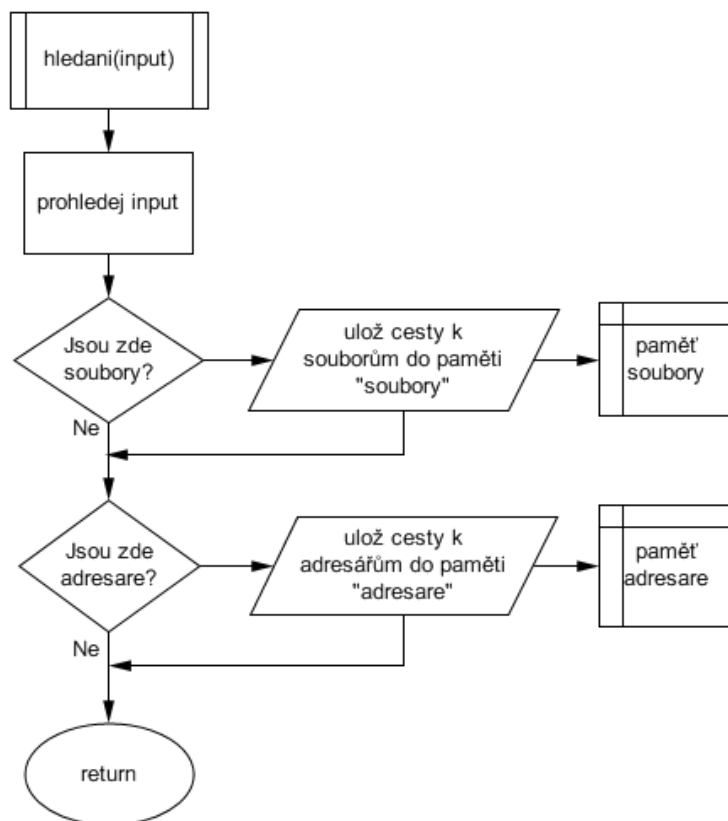 hledani(input)
prohledej input
Jsou zde
soubory?
ulož cesty k
souborům do paměti
"soubory"
paměť
soubory
Ne
Jsou zde
adresare?
ulož cesty k
adresářům do paměti
"adresare"
paměť
adresare
Ne
return